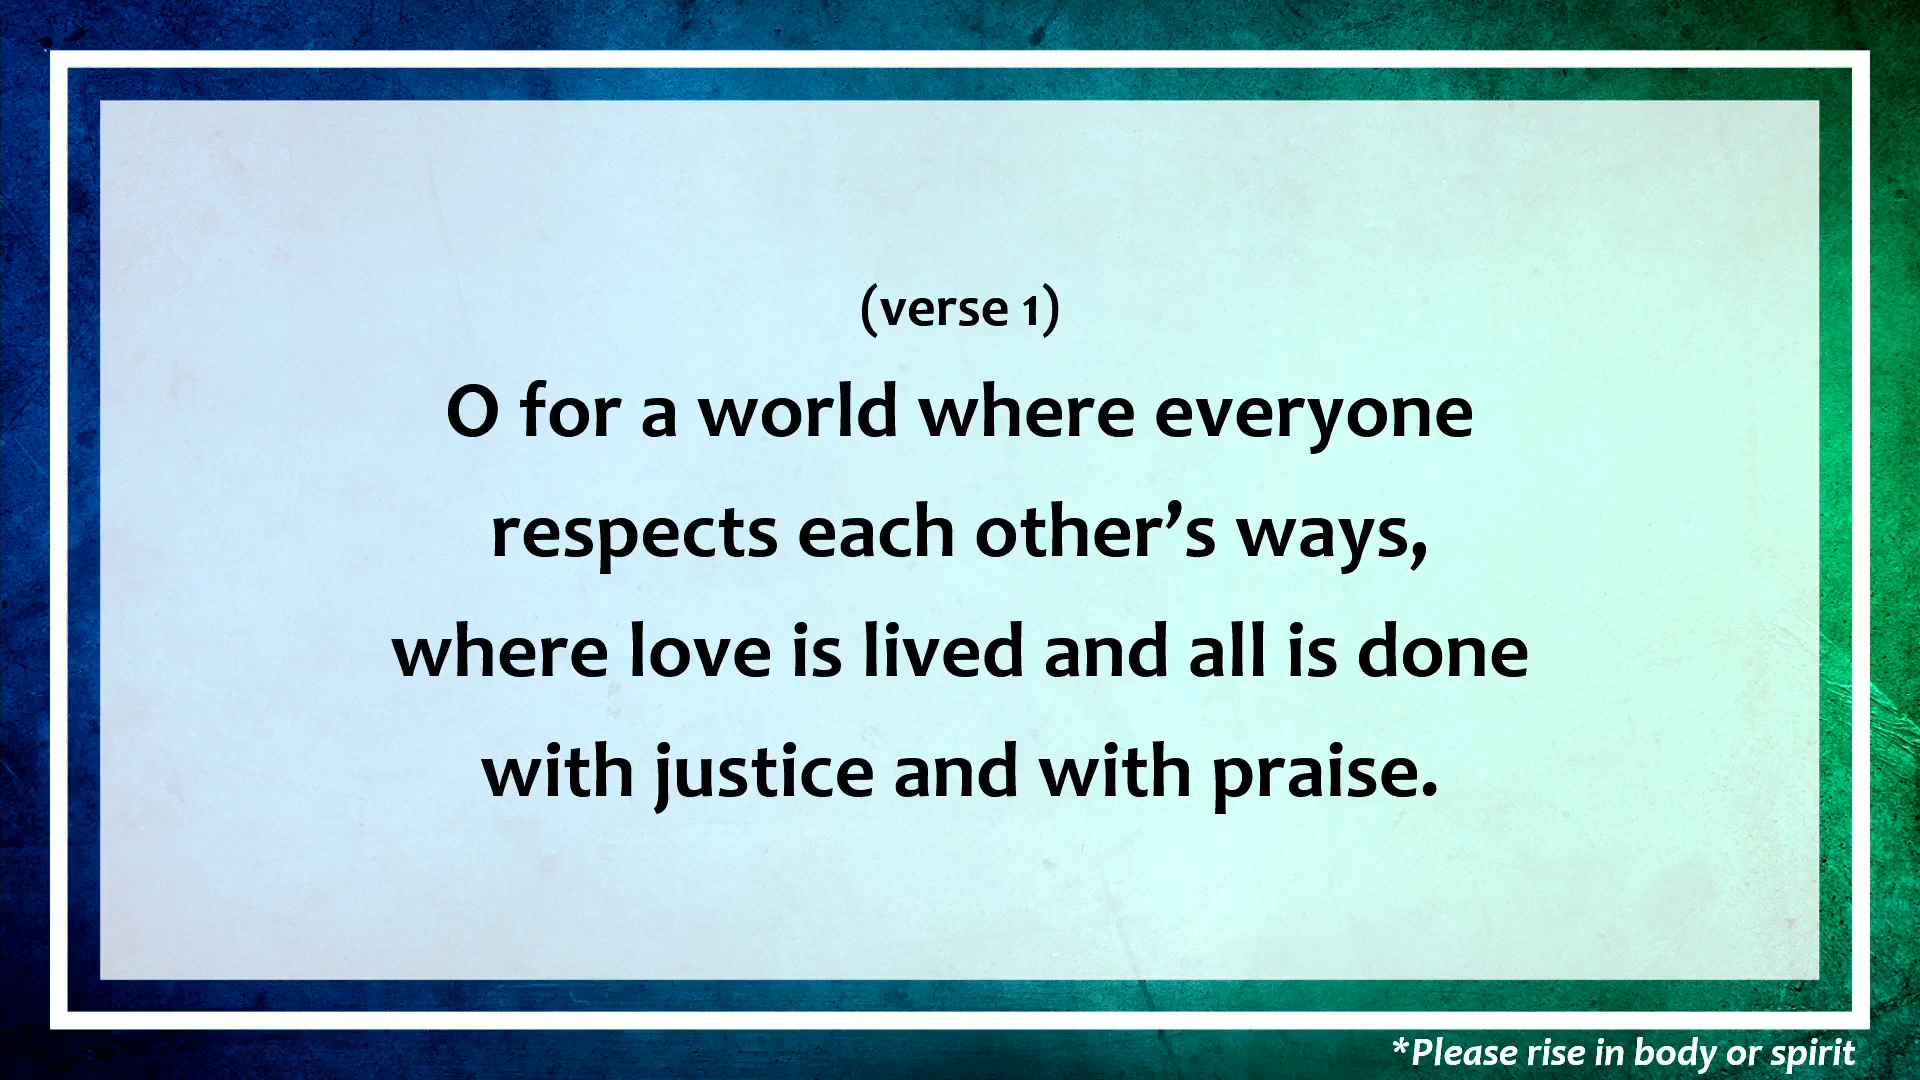 (verse 1)
O for a world where everyone
respects each other’s ways,
where love is lived and all is done
with justice and with praise.
*Please rise in body or spirit